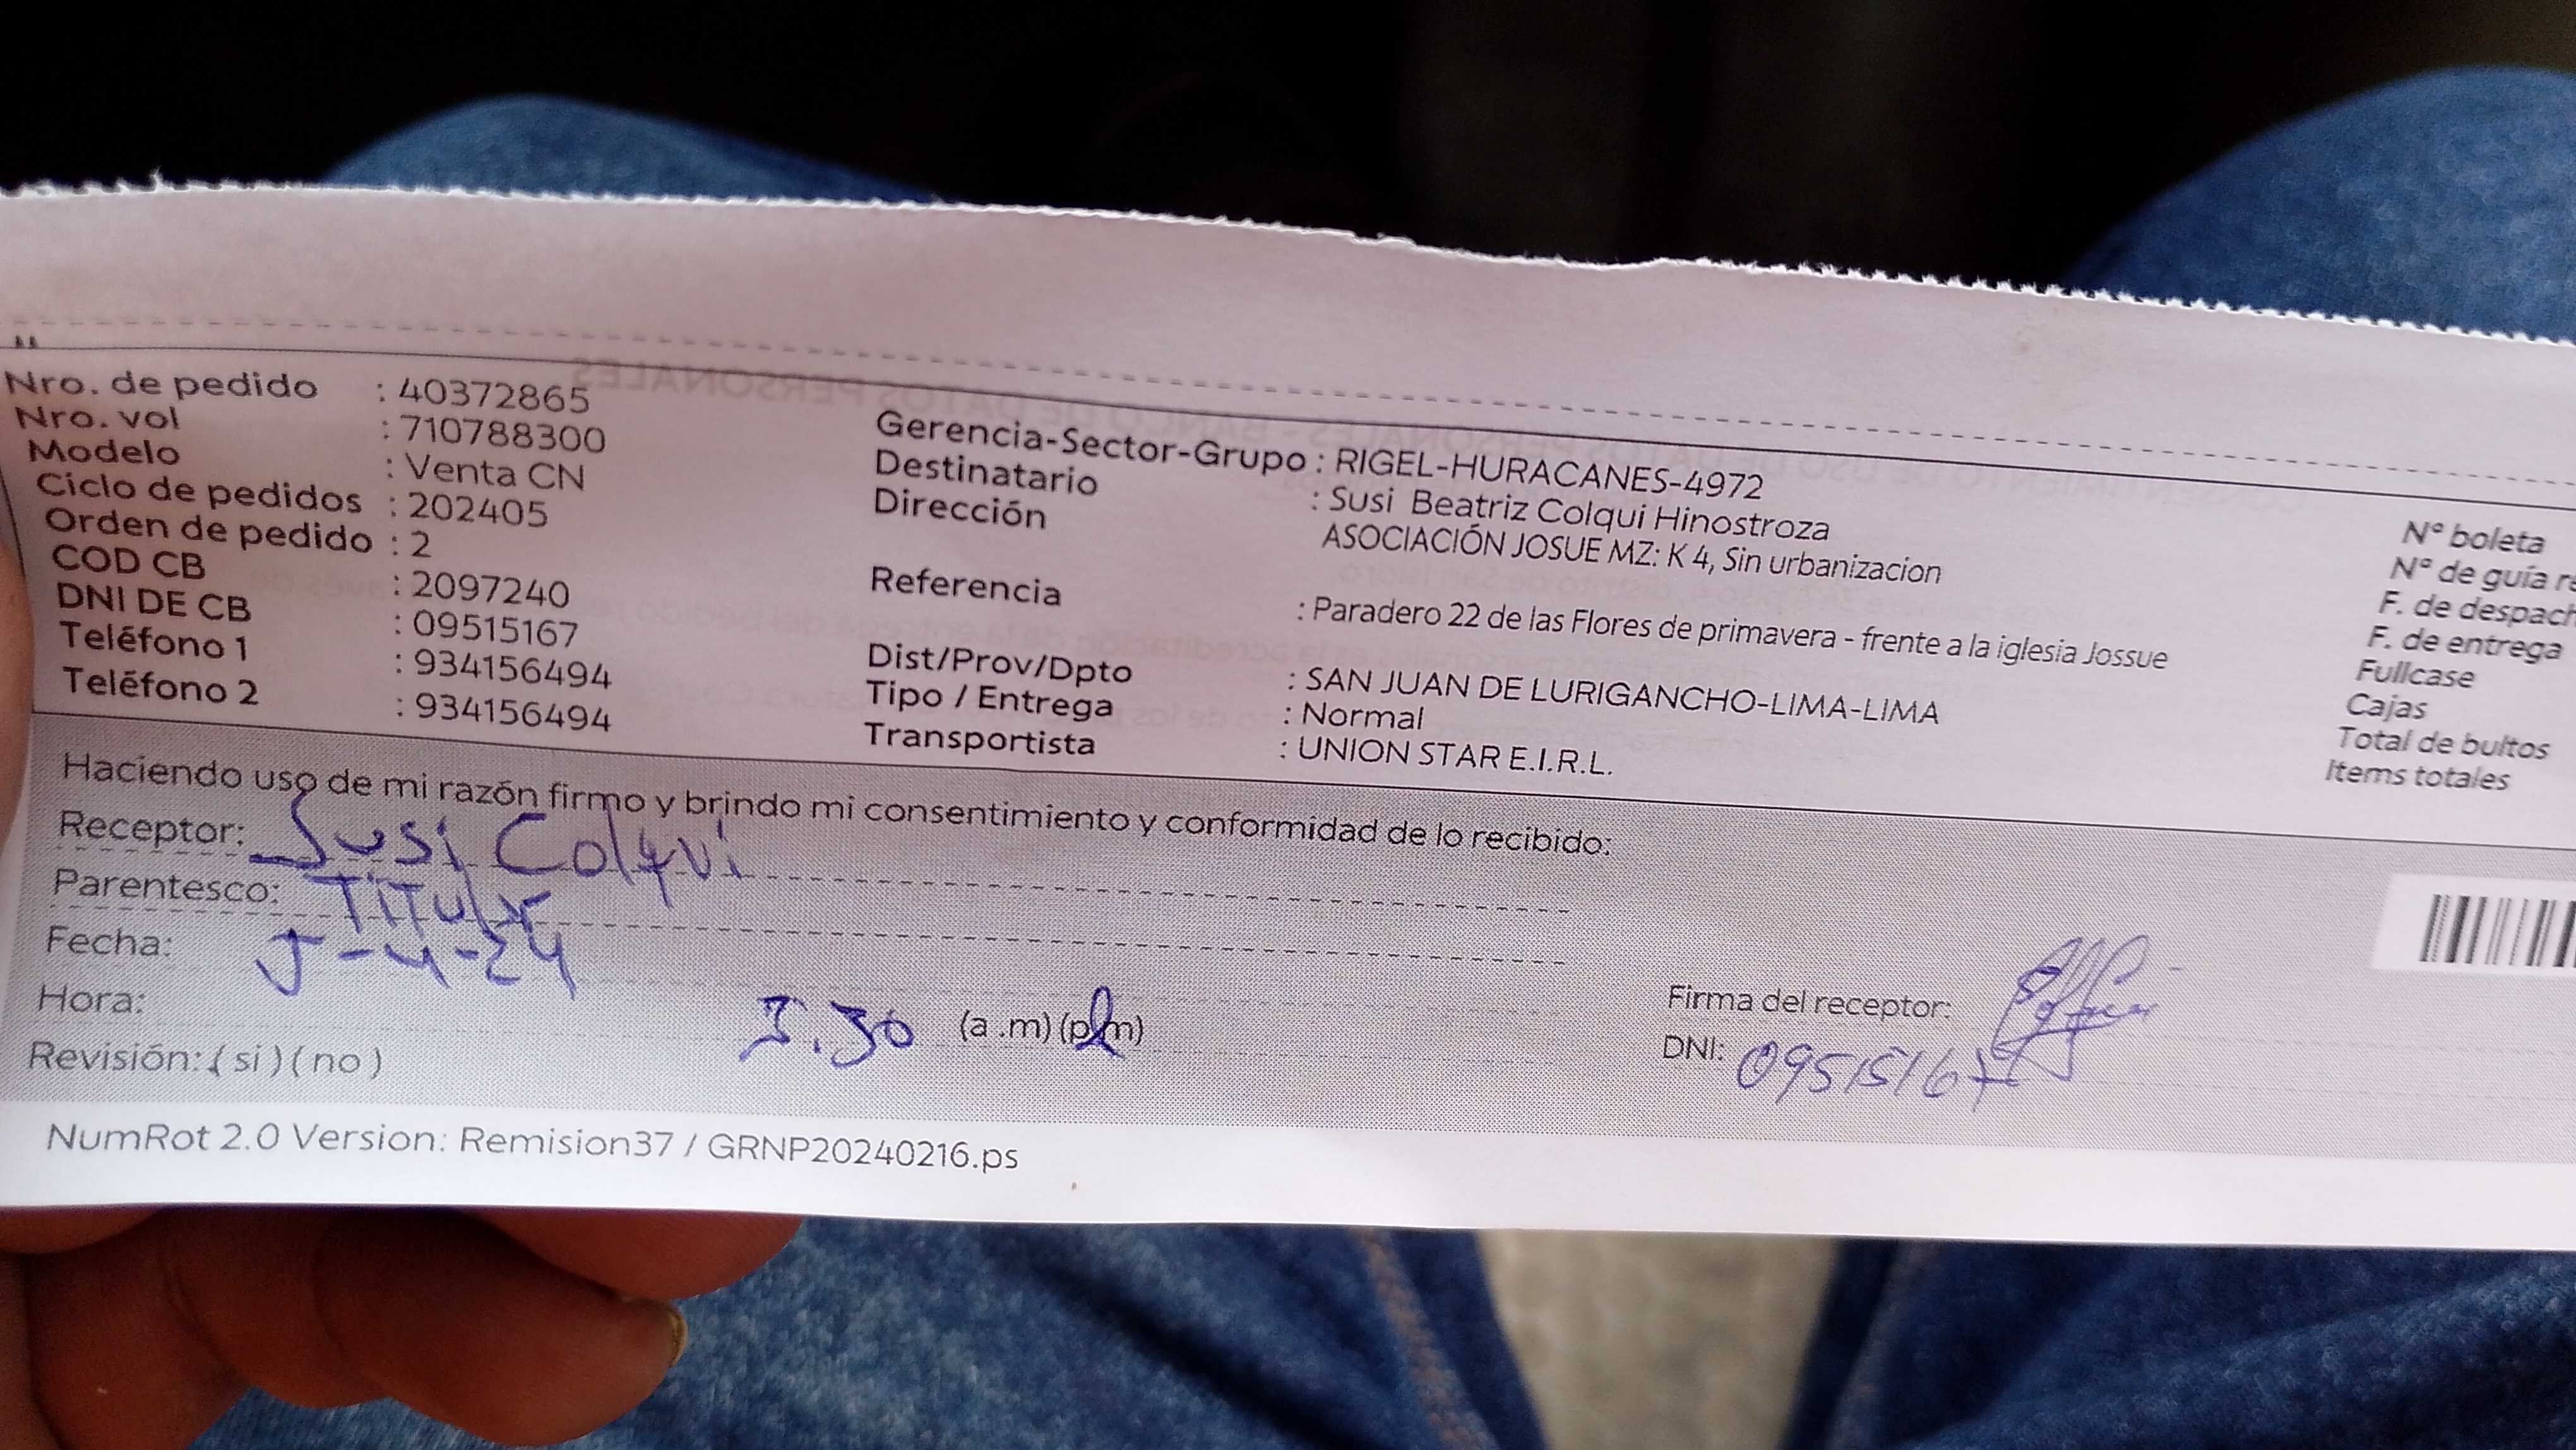 Nro. de pedido : 40372865
Nro. vol : 710788300
Modelo : Venta CN
Ciclo de pedidos : 202405
Orden de pedido : 2
COD CB : 2097240
DNI DE CB : 09515167
Teléfono 1 : 934156494
Teléfono 2 : 934156494
Gerencia-Sector-Grupo : RIGEL-HURACANES-4972
Destinatario : Susi Beatriz Colqui Hinostroza
Dirección ASOCIACIÓN JOSUE MZ: K 4, Sin urbanizacion
Referencia : Paradero 22 de las Flores de primavera - frente a la iglesia Jossue
Dist/Prov/Dpto : SAN JUAN DE LURIGANCHO-LIMA-LIMA
Tipo / Entrega : Normal
Transportista : UNION STAR E.I.R.L.
N° boleta
N° de guía
F. de despach
F. de entrega
Fullcase
Cajas
Total de bultos
Items totales
Haciendo uso de mi razón firmo y brindo mi consentimiento y conformidad de lo recibido:
Receptor: Susi Colqui
Parentesco: Titular
Fecha: 5-4-24
Hora: (a .m) (p.m)
Revisión: ( si ) ( no )
Firma del receptor:
DNI: 09515167
NumRot 2.0 Version: Remision37 / GRNP20240216.ps